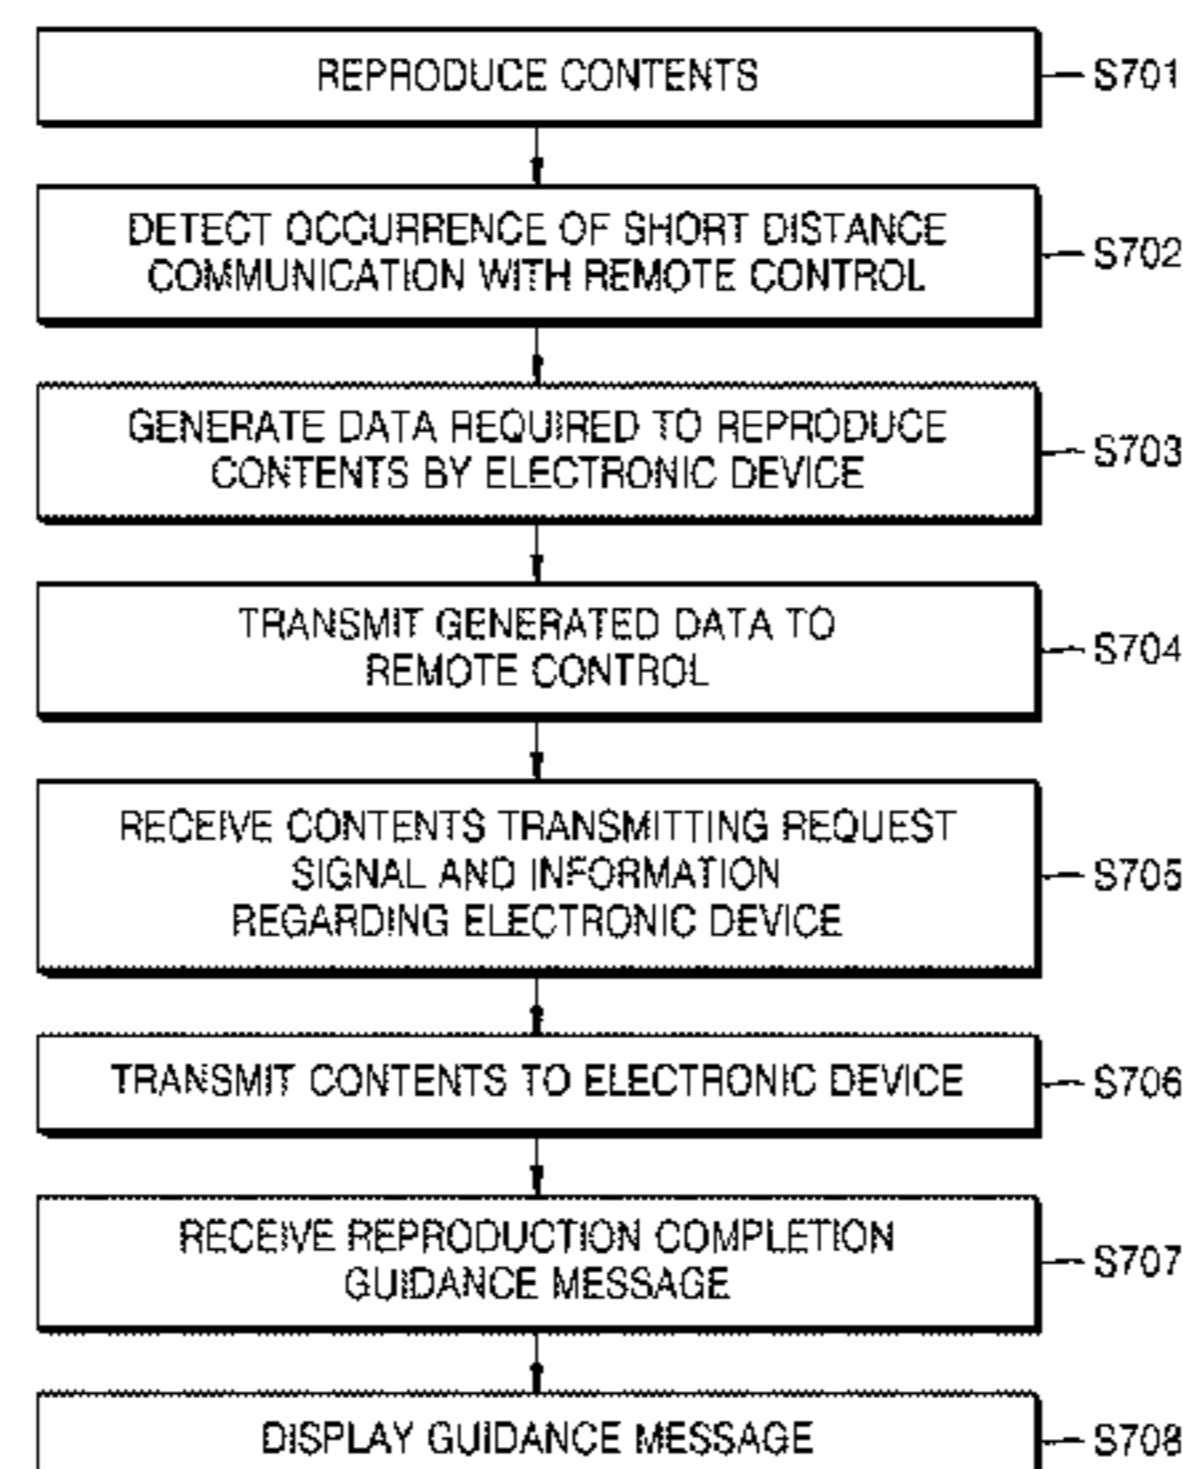 REPRODUCE CONTENTS
S701
DETECT OCCURRENCE OF SHORT DISTANCE
COMMUNICATION WITH REMOTE CONTROL
S702
GENERATE DATA REQUIRED TO REPRODUCE
CONTENTS BY ELECTRONIC DEVICE
S703
TRANSMIT GENERATED DATA TO
REMOTE CONTROL
S704
RECEIVE CONTENTS TRANSMITTING REQUEST
SIGNAL AND INFORMATION
REGARDING ELECTRONIC DEVICE
S705
TRANSMIT CONTENTS TO ELECTRONIC DEVICE
S706
RECEIVE REPRODUCTION COMPLETION
GUIDANCE MESSAGE
S707
DISPLAY GUIDANCE MESSAGE
S708